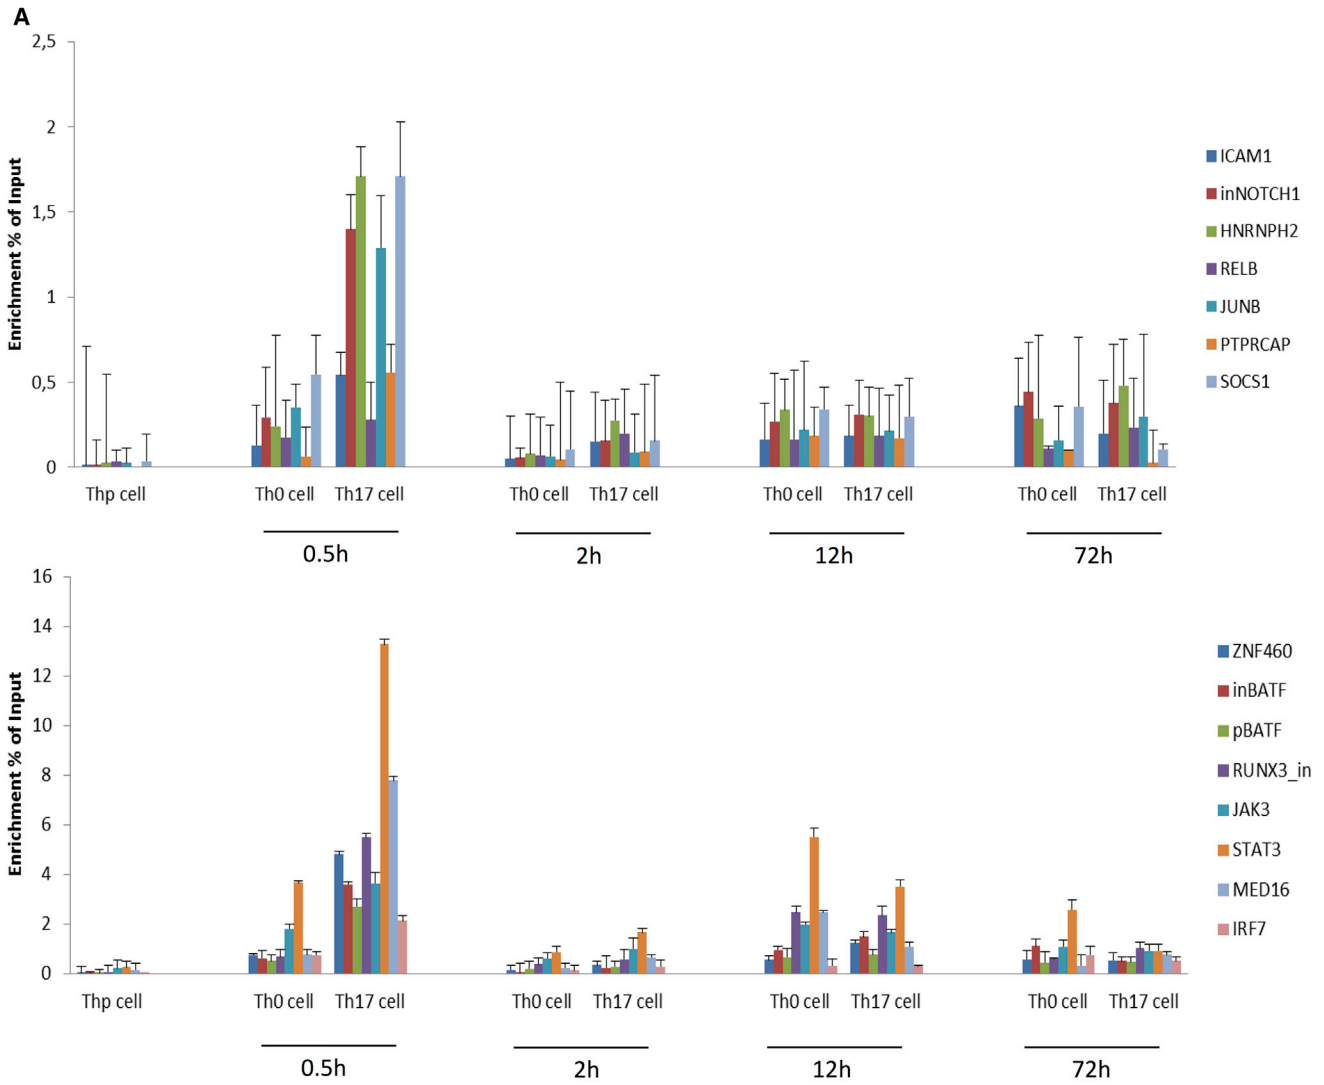 A
Enrichment % of Input
2,5
2
1,5
1
0,5
0
Thp cell
Th0 cell
Th17 cell
Th0 cell
Th17 cell
Th0 cell
Th17 cell
Th0 cell
Th17 cell
0.5h
2h
12h
72h
ICAM1
inNOTCH1
HNRNPH2
RELB
JUNB
PTPRCAP
SOCS1
Enrichment % of Input
16
14
12
10
8
6
4
2
0
Thp cell
Th0 cell
Th17 cell
Th0 cell
Th17 cell
Th0 cell
Th17 cell
Th0 cell
Th17 cell
0.5h
2h
12h
72h
ZNF460
inBATF
pBATF
RUNX3_in
JAK3
STAT3
MED16
IRF7